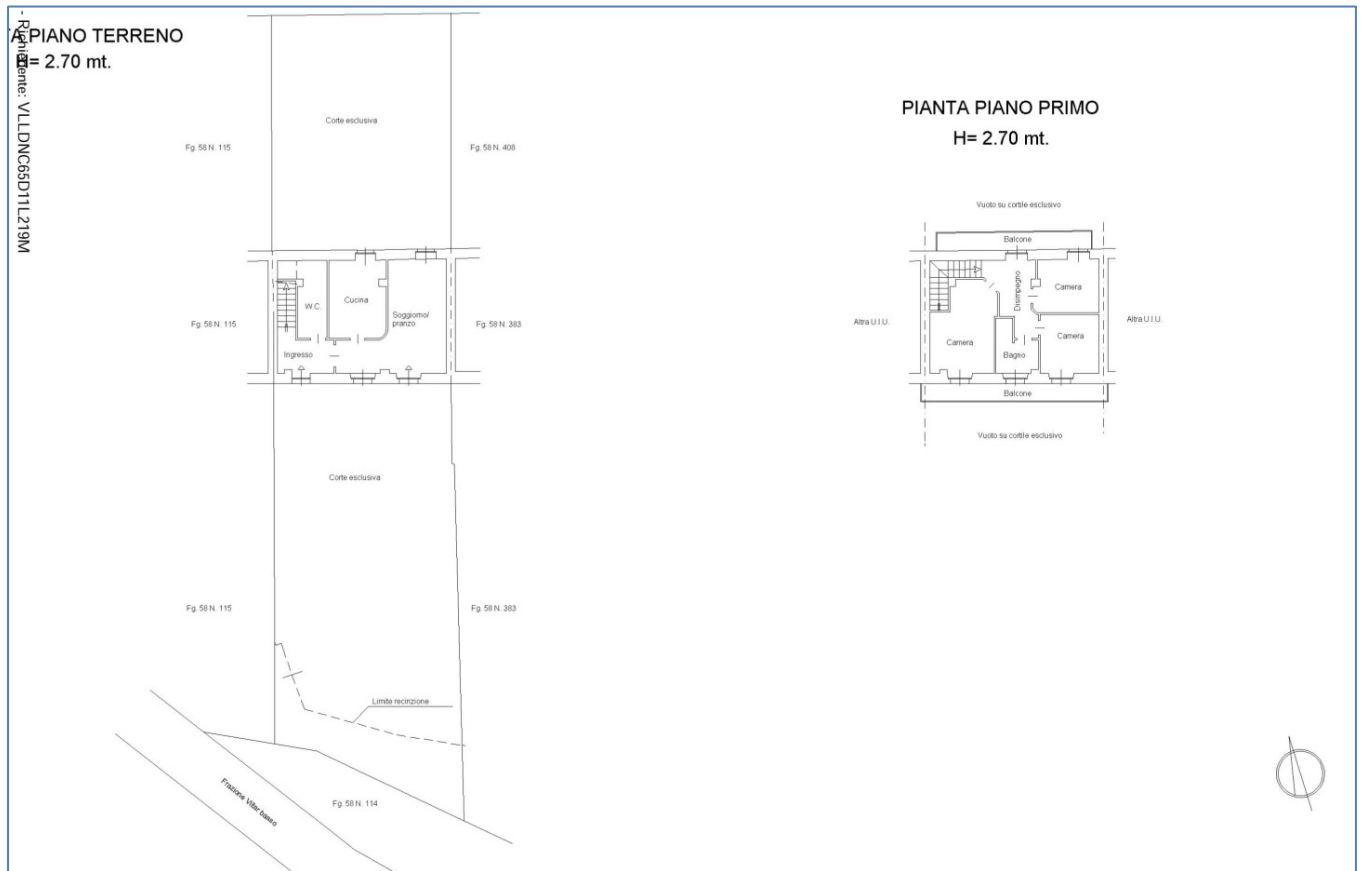 - Richiedente: VLLDNC65D11L219M
TA PIANO TERRENO
H= 2.70 mt.
Corte esclusiva
Fg. 58 N. 115
Fg. 58 N. 408
W.C.
Cucina
Soggiorno/
pranzo
Ingresso
Fg. 58 N. 115
Fg. 58 N. 383
Corte esclusiva
Fg. 58 N. 115
Fg. 58 N. 383
Limite recinzione
Frazione Viter basso
Fg. 58 N. 114
PIANTA PIANO PRIMO
H= 2.70 mt.
Vuoto su cortile esclusivo
Balcone
Disimpegno
Camera
Altra U.I.U.
Altra U.I.U.
Camera
Camera
Bagno
Balcone
Vuoto su cortile esclusivo